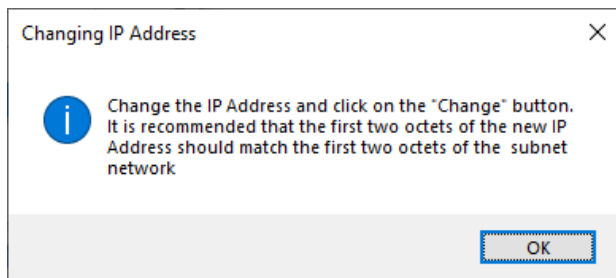 Changing IP Address
Change the IP Address and click on the "Change" button.
It is recommended that the first two octets of the new IP
Address should match the first two octets of the  subnet
network
OK